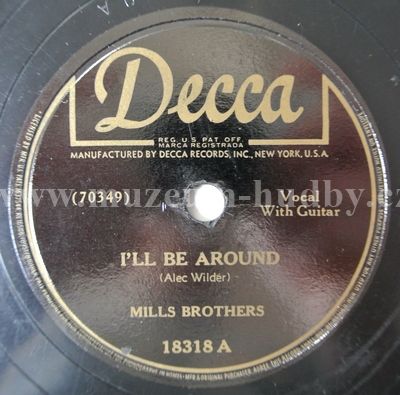 Decca
REG. U.S. PAT. OFF.
MARCA REGISTRADA
MANUFACTURED BY DECCA RECORDS, INC., NEW YORK, U.S.A.
www.muzeum-hudby.cz
(70349)
Vocal
With Guitar
I'LL BE AROUND
(Alec Wilder)
MILLS BROTHERS
18318 A